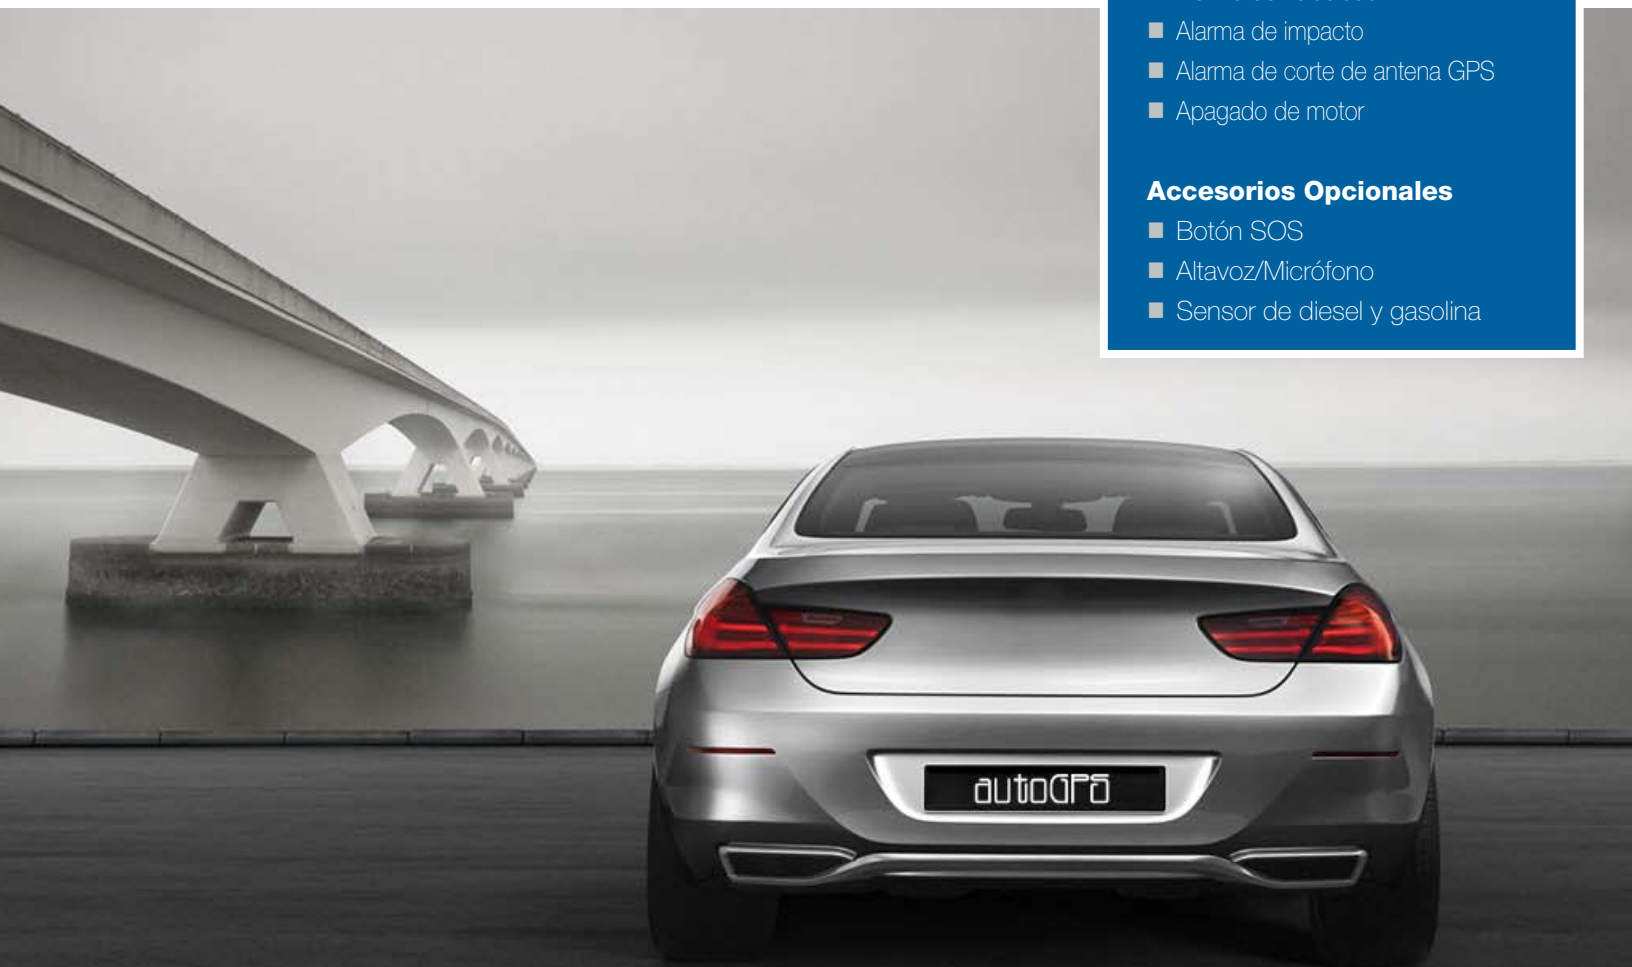 Alarma de impacto
Alarma de corte de antena GPS
Apagado de motor
Accesorios Opcionales
Botón SOS
Altavoz/Micrófono
Sensor de diesel y gasolina
autoGPS